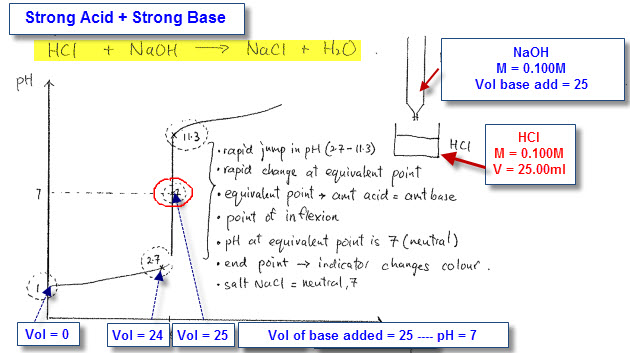 Strong Acid + Strong Base
HCl + NaOH → NaCl + H₂O .
pH
11.3
7
7
2.7
1
• rapid jump in pH (2.7 - 11.3)
• rapid change at equivalent point
• equivalent point → amt acid = amt base
• point of inflexion
• pH at equivalent point is 7 (neutral)
• end point → indicator changes colour .
• salt NaCl = neutral, 7
NaOH
M = 0.100M
Vol base add = 25
HCl
HCl
M = 0.100M
V = 25.00ml
Vol = 0
Vol = 24
Vol = 25
Vol of base added = 25 ---- pH = 7